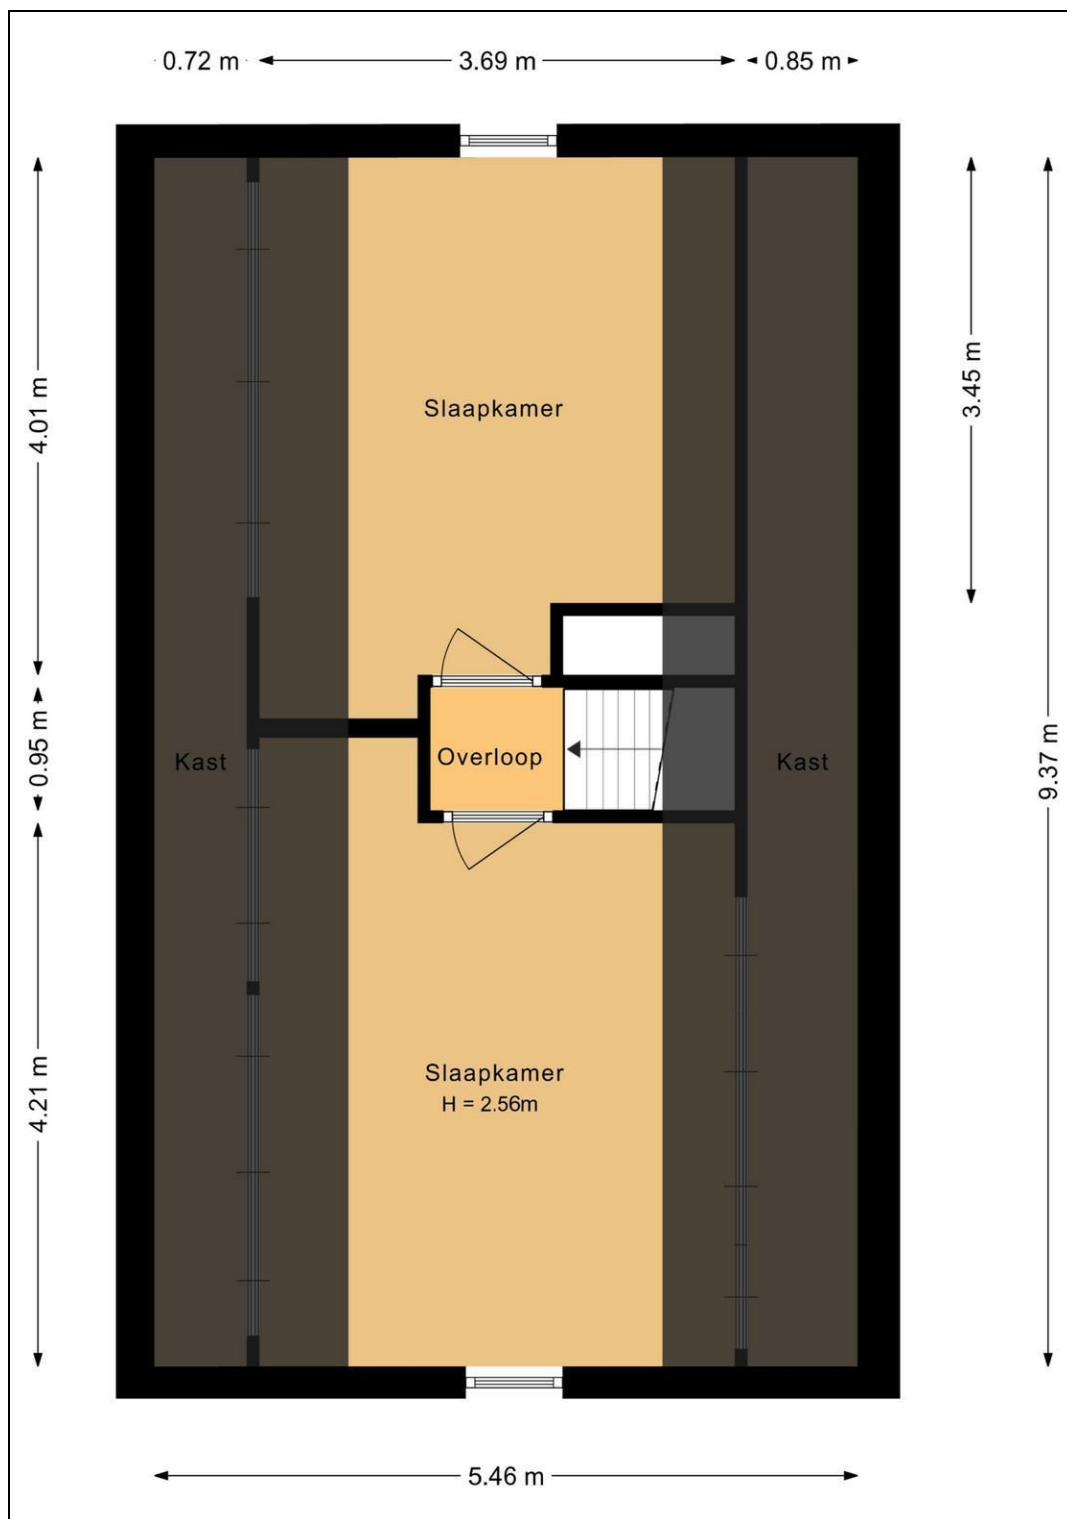 0.72 m
3.69 m
0.85 m
4.01 m
3.45 m
Slaapkamer
0.95 m
Kast
Overloop
Kast
9.37 m
4.21 m
Slaapkamer
H = 2.56m
5.46 m